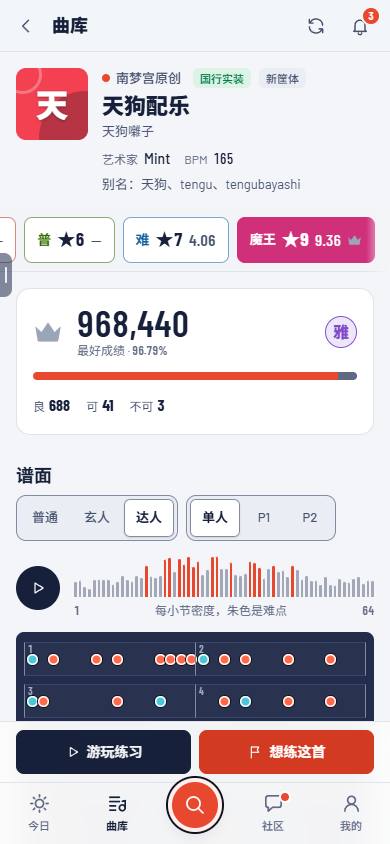 曲库
3
天
南梦宫原创 国行实装 新筐体
天狗配乐
天狗囃子
艺术家 Mint BPM 165
别名：天狗、tengu、tengubayashi
普 ★6 — 难 ★7 4.06 魔王 ★9 9.36
968,440
最好成绩 · 96.79%
雅
良 688 可 41 不可 3
谱面
普通 玄人 达人 单人 P1 P2
1 每小节密度，朱色是难点 64
1 2
3 4
游玩练习 想练这首
今日 曲库 社区 我的